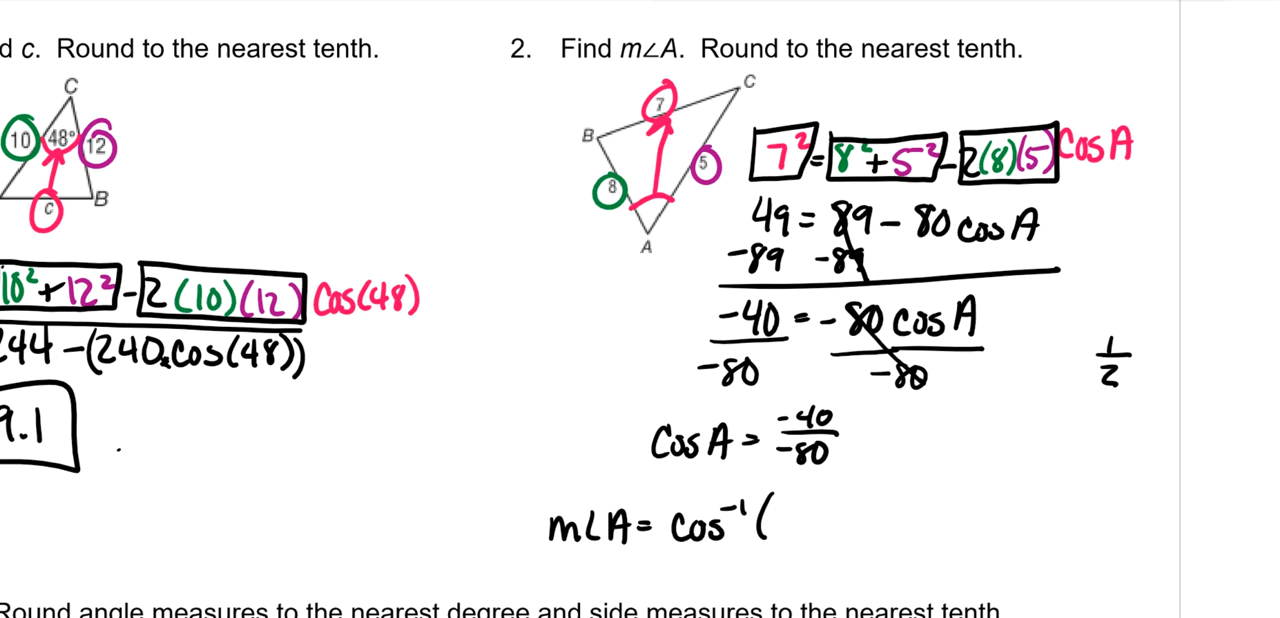 d c. Round to the nearest tenth.
C
10 48° 12
c B
10² + 12² - 2(10)(12) Cos(48)
244 - (240·cos(48))
9.1
2. Find m∠A. Round to the nearest tenth.
C
7
B
5
8
A
7² = 8² + 5² - 2(8)(5) Cos A
49 = 89 - 80 cos A
-89 -89
-40 = -80 cos A
-80 -80
1/2
Cos A = -40/-80
m∠A = cos⁻¹(
Round angle measures to the nearest degree and side measures to the nearest tenth